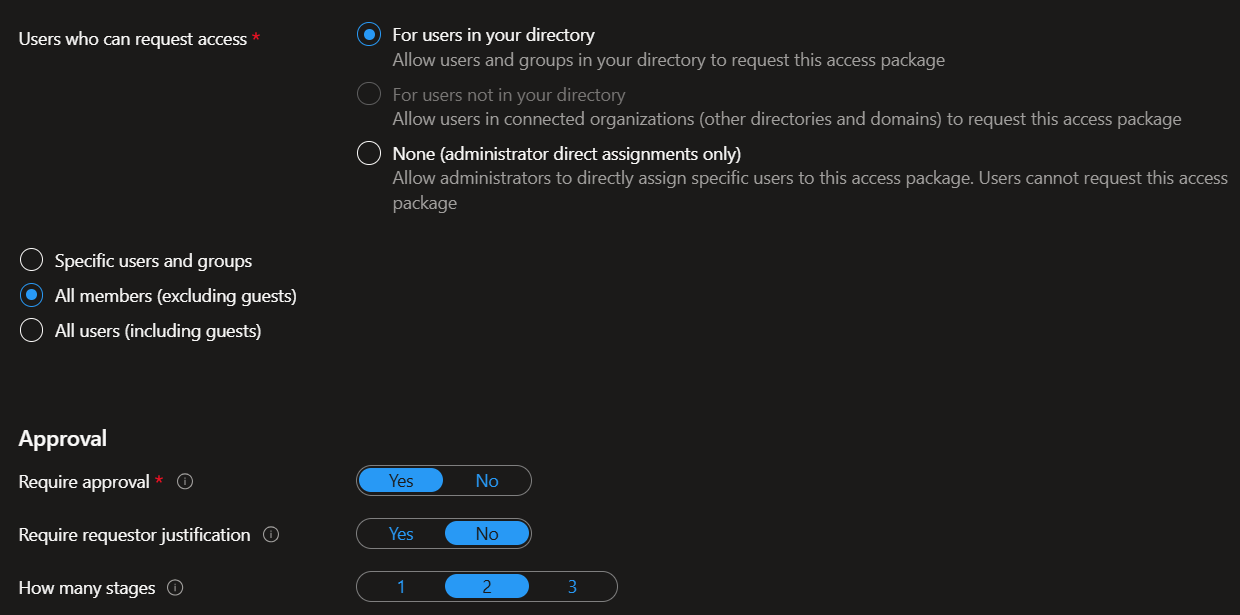 Users who can request access *
For users in your directory
Allow users and groups in your directory to request this access package
For users not in your directory
Allow users in connected organizations (other directories and domains) to request this access package
None (administrator direct assignments only)
Allow administrators to directly assign specific users to this access package. Users cannot request this access
package
Specific users and groups
All members (excluding guests)
All users (including guests)
Approval
Require approval * Yes No
Require requestor justification Yes No
How many stages 1 2 3